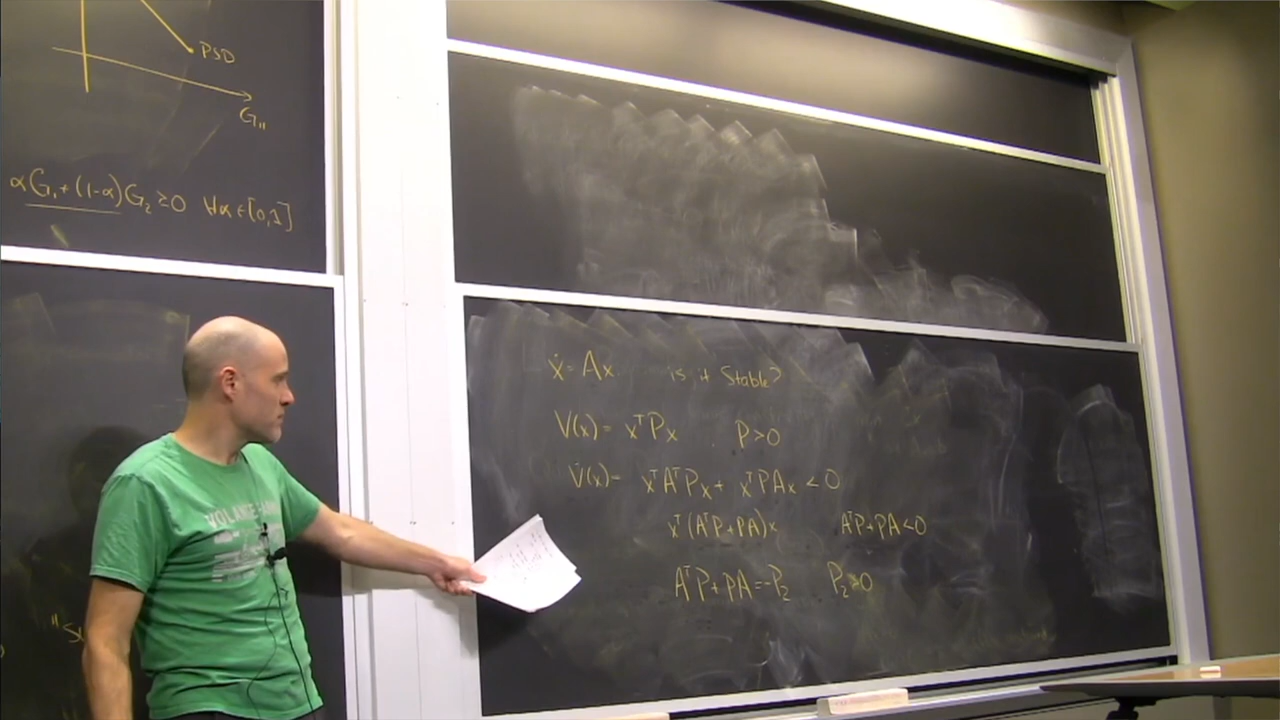 PSD
G₁₁
αG₁+(1-α)G₂≥0 ∀α∈[0,1]
ẋ=Ax. is it Stable?
V(x)= xᵀPx . P>0
V̇(x)= xᵀAᵀPx+ xᵀPAx <0
xᵀ(AᵀP+PA)x AᵀP+PA<0
AᵀP+PA=-P₂ P₂>0